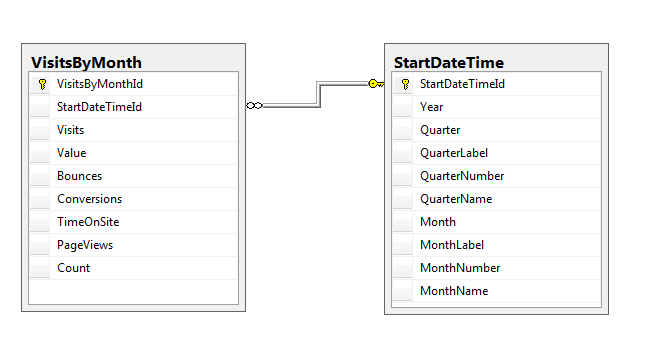 VisitsByMonth
VisitsByMonthId
StartDateTimeId
Visits
Value
Bounces
Conversions
TimeOnSite
PageViews
Count
StartDateTime
StartDateTimeId
Year
Quarter
QuarterLabel
QuarterNumber
QuarterName
Month
MonthLabel
MonthNumber
MonthName